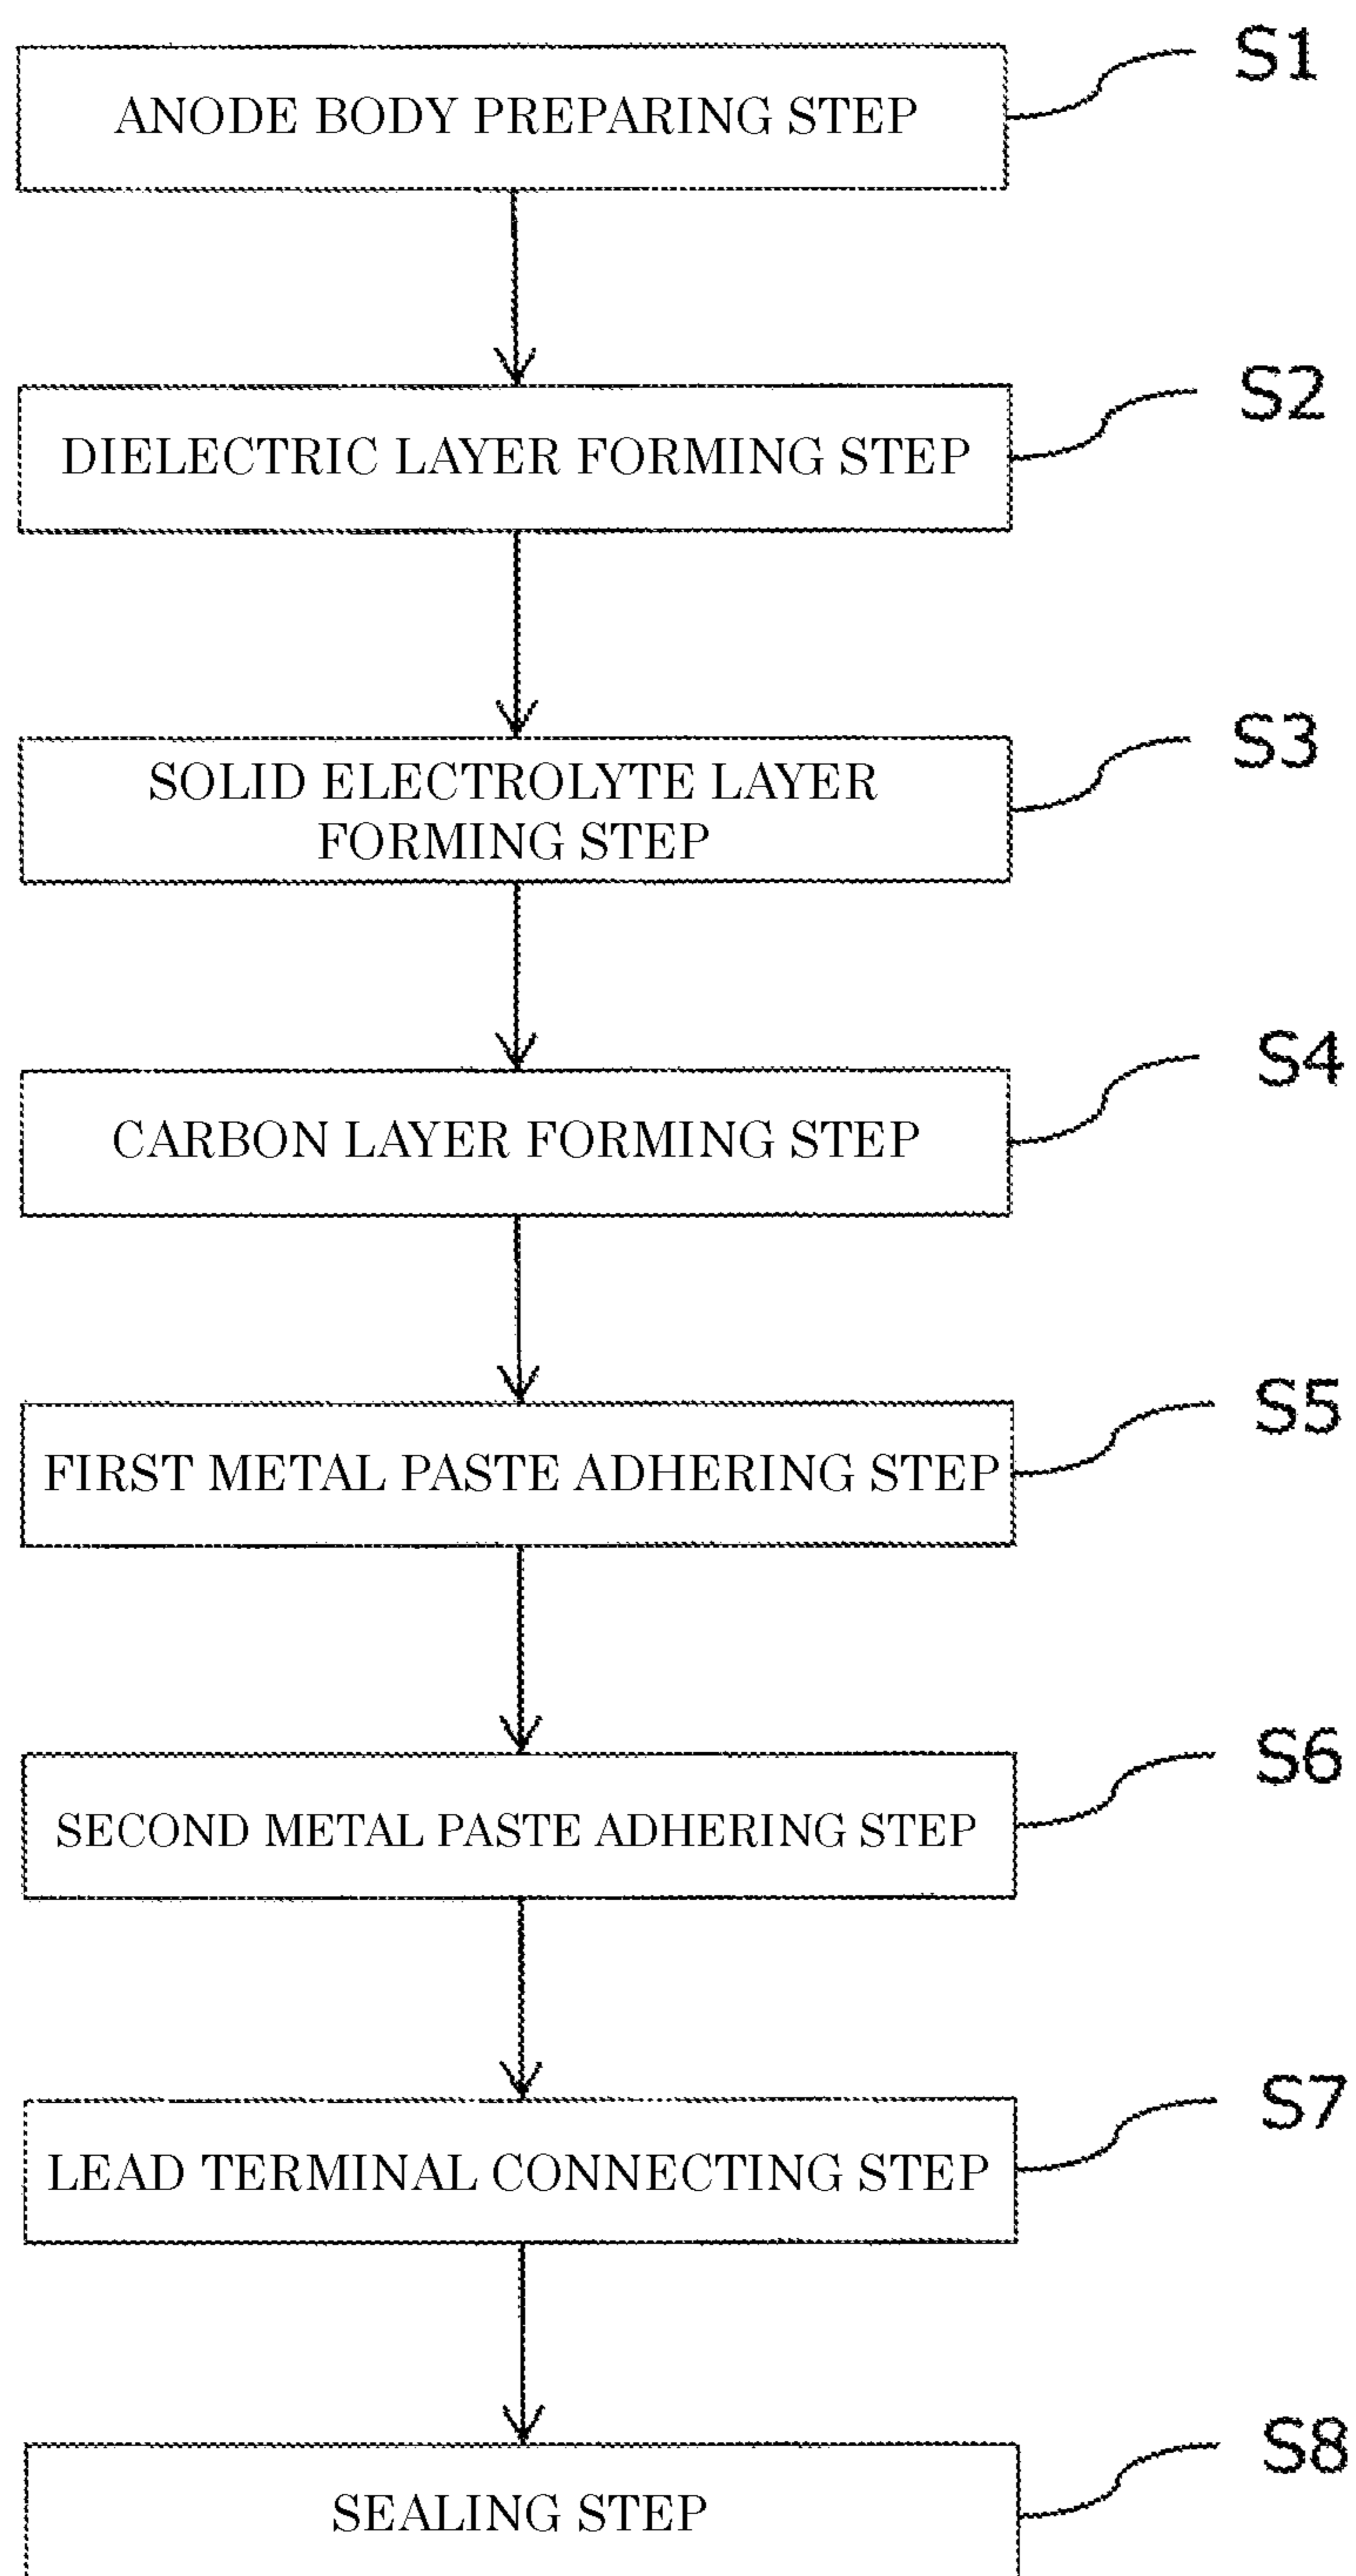 S1
ANODE BODY PREPARING STEP
S2
DIELECTRIC LAYER FORMING STEP
S3
SOLID ELECTROLYTE LAYER
FORMING STEP
S4
CARBON LAYER FORMING STEP
S5
FIRST METAL PASTE ADHERING STEP
S6
SECOND METAL PASTE ADHERING STEP
S7
LEAD TERMINAL CONNECTING STEP
S8
SEALING STEP